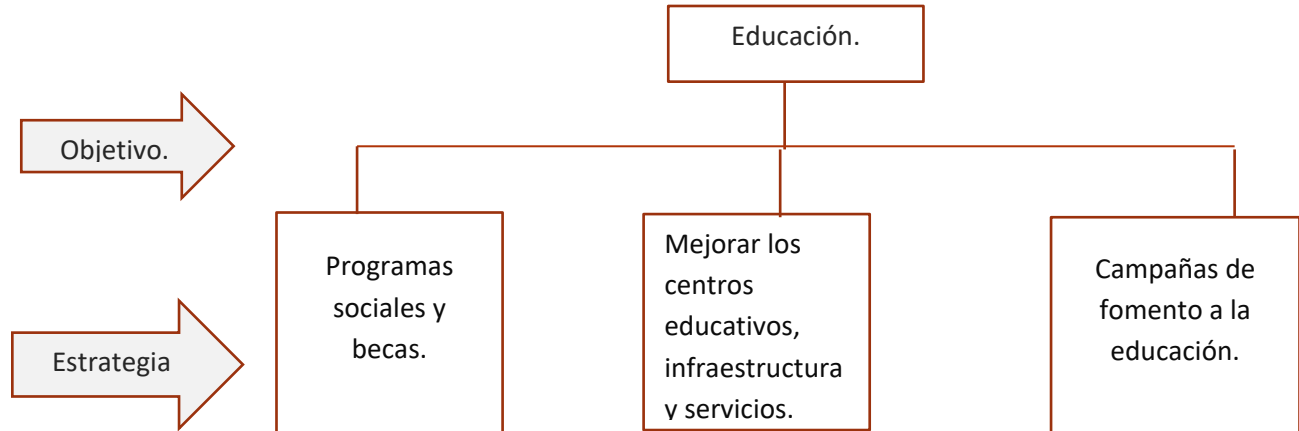 Educación.
Objetivo.
Programas
sociales y
becas.
Mejorar los
centros
educativos,
infraestructura
y servicios.
Campañas de
fomento a la
educación.
Estrategia